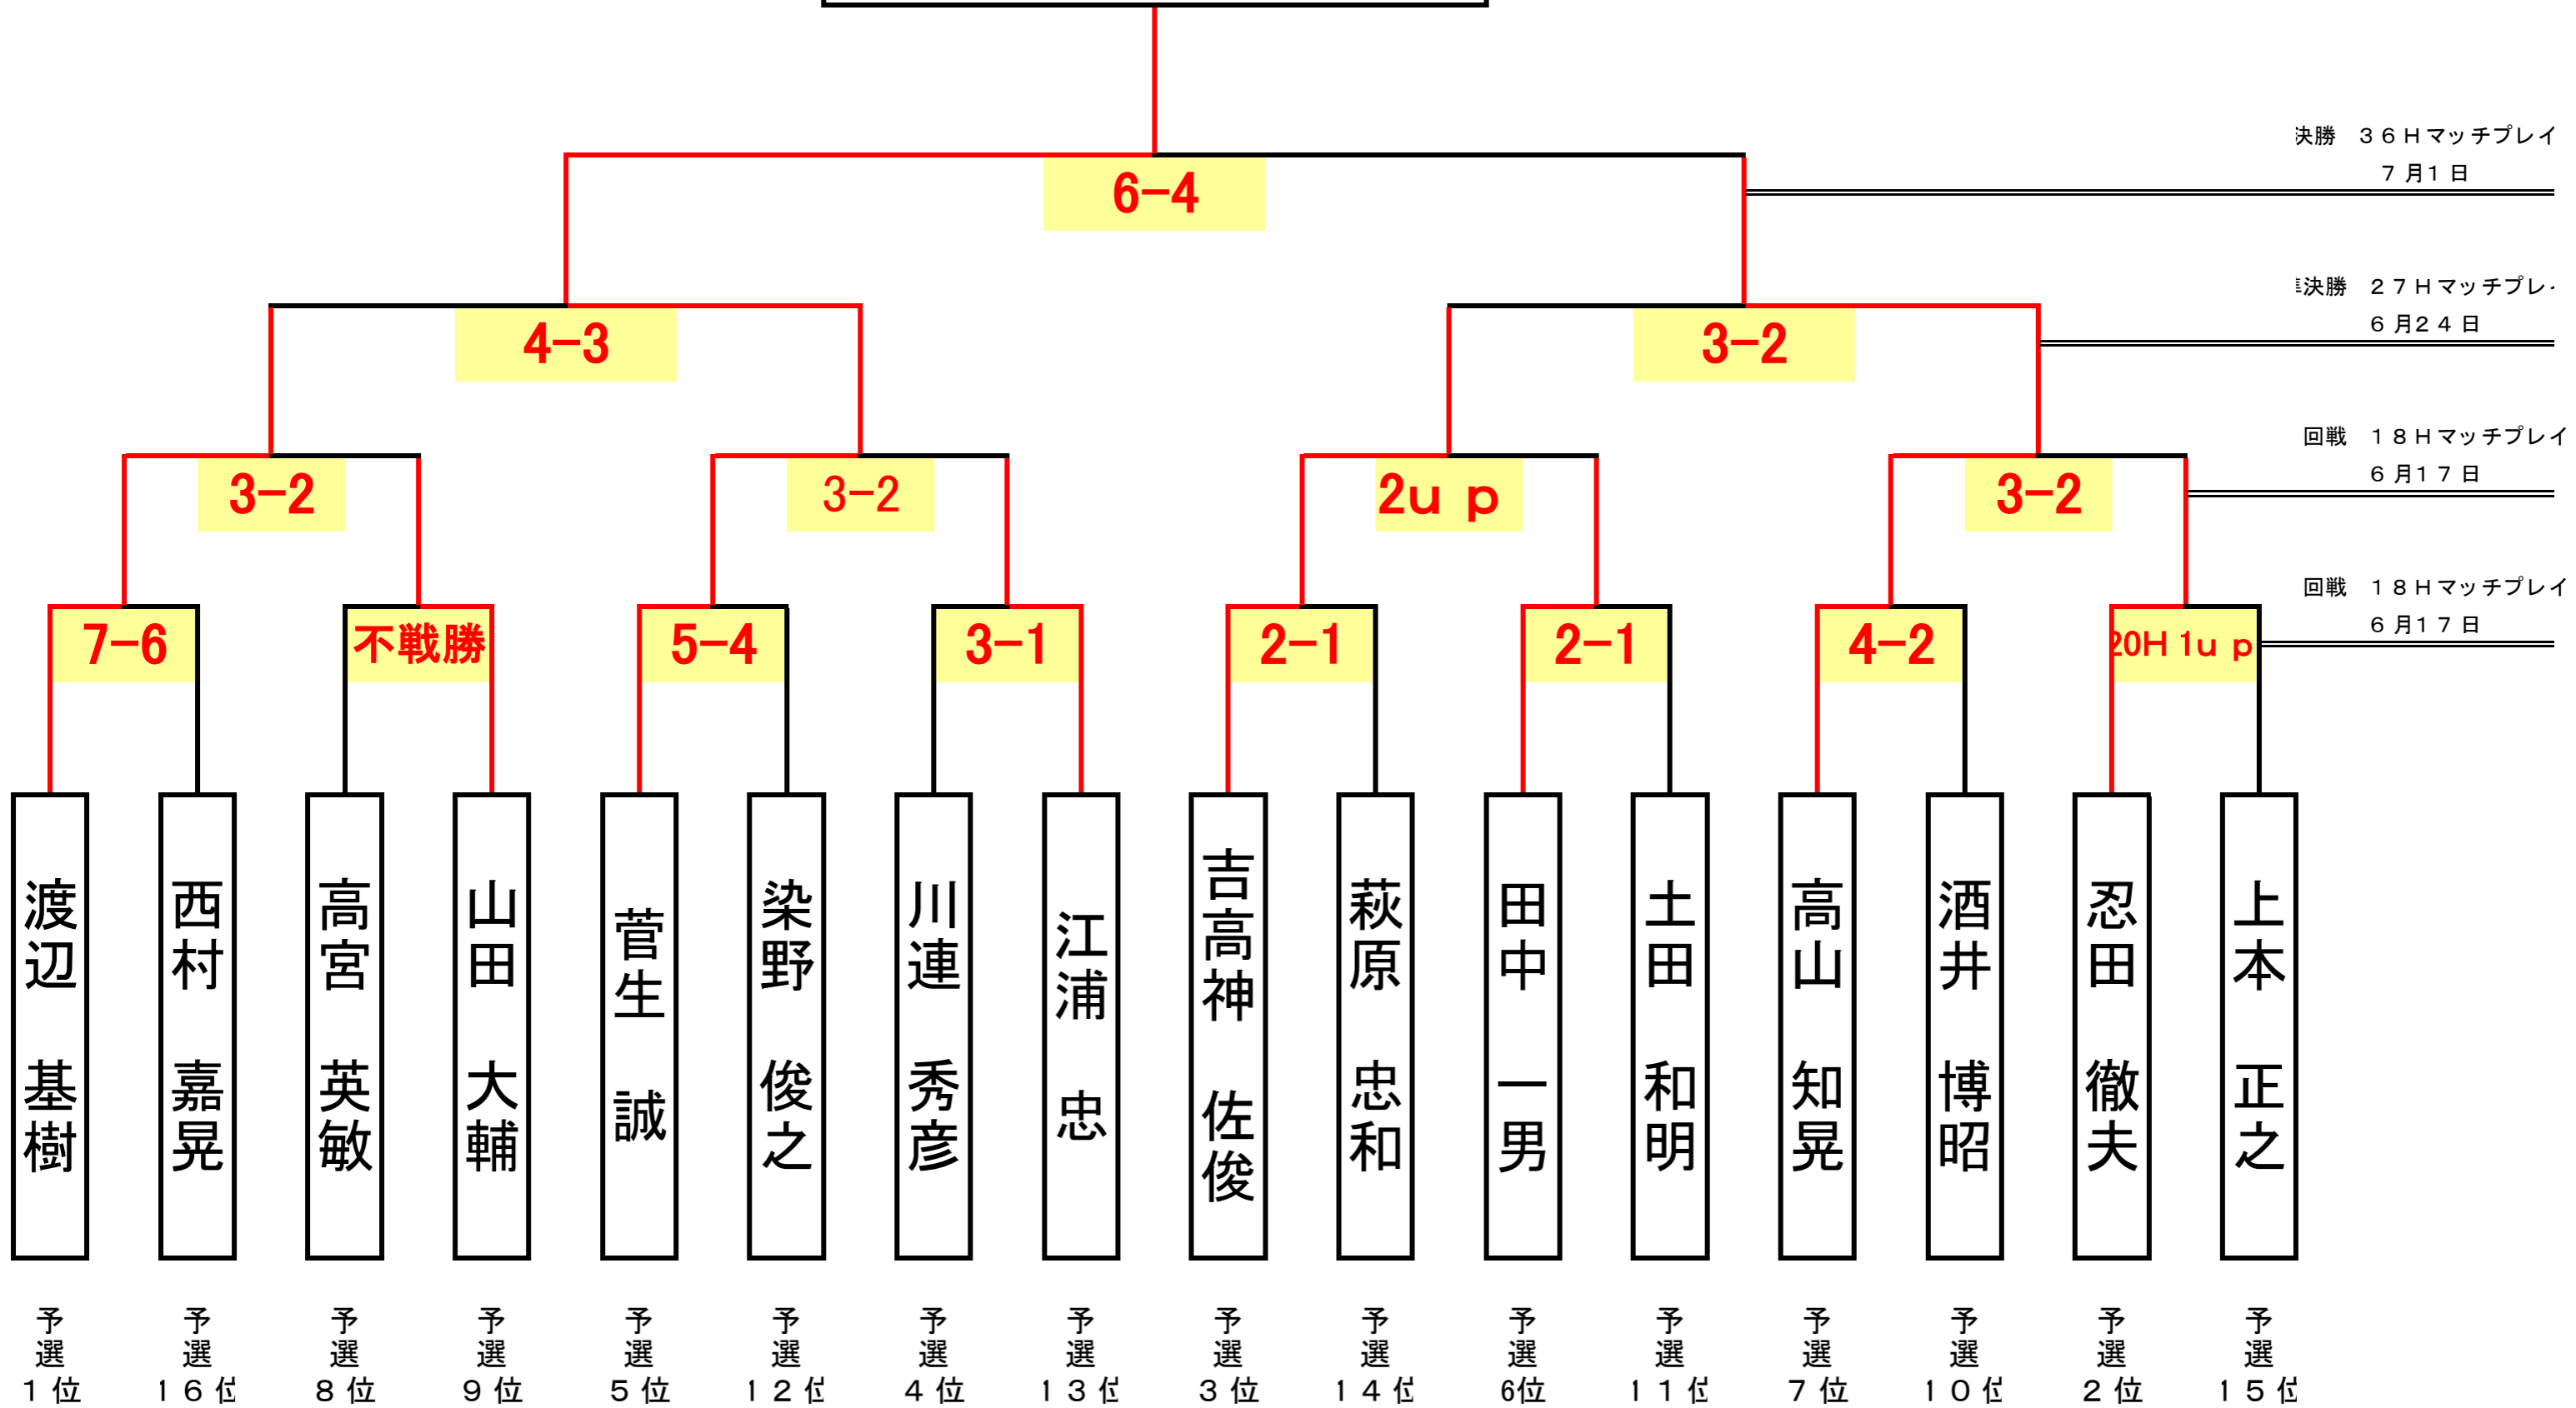 決勝　３６Ｈマッチプレイ
７月１日
6-4
決勝　２７Ｈマッチプレ
６月２４日
4-3
3-2
回戦　１８Ｈマッチプレイ
６月１７日
3-2
3-2
2ｕｐ
3-2
回戦　１８Ｈマッチプレイ
６月１７日
7-6
不戦勝
5-4
3-1
2-1
2-1
4-2
20H 1ｕｐ
渡辺　基樹
西村　嘉晃
高宮　英敏
山田　大輔
菅生　誠
染野　俊之
川連　秀彦
江浦　忠
吉高神　佐俊
萩原　忠和
田中　一男
土田　和明
高山　知晃
酒井　博昭
忍田　徹夫
上本　正之
予選１位
予選１６位
予選８位
予選９位
予選５位
予選１２位
予選４位
予選１３位
予選３位
予選１４位
予選6位
予選１１位
予選７位
予選１０位
予選２位
予選１５位